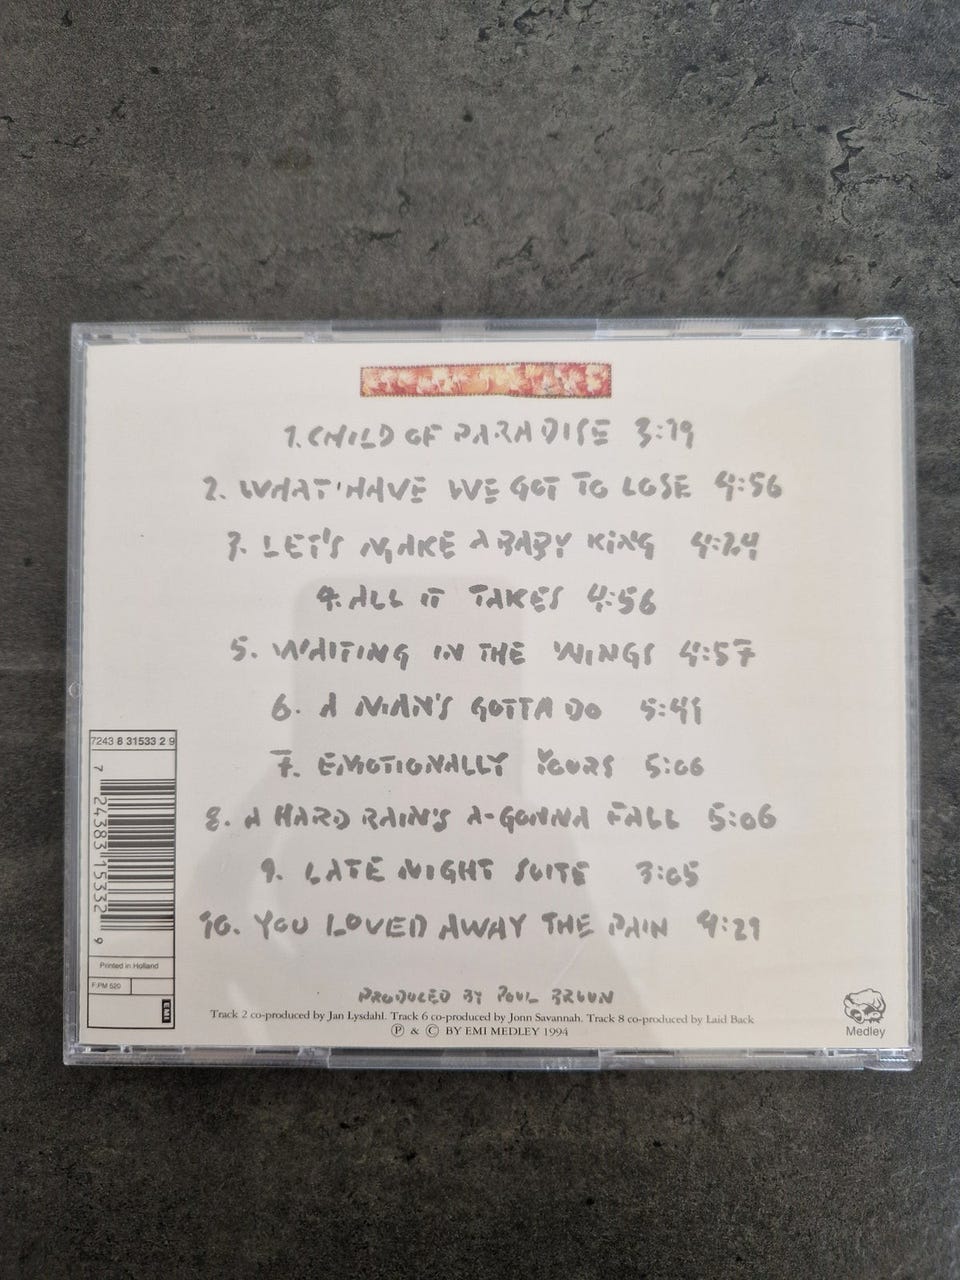 1. CHILD OF PARADISE 3:19
2. WHAT HAVE WE GOT TO LOSE 4:56
3. LET'S MAKE A BABY KING 4:24
4. ALL IT TAKES 4:56
5. WAITING IN THE WINGS 4:57
6. A MAN'S GOTTA DO 5:41
7. EMOTIONALLY YOURS 5:06
8. A HARD RAIN'S A-GONNA FALL 5:06
9. LATE NIGHT SUITE 3:05
10. YOU LOVED AWAY THE PAIN 4:29
PRODUCED BY POUL BRUUN
Track 2 co-produced by Jan Lysdahl. Track 6 co-produced by Jonn Savannah. Track 8 co-produced by Laid Back
Ⓟ & © BY EMI MEDLEY 1994
7243 8 31533 2 9
7 24383 15332 9
Printed in Holland
F:PM 520
EMI
Medley